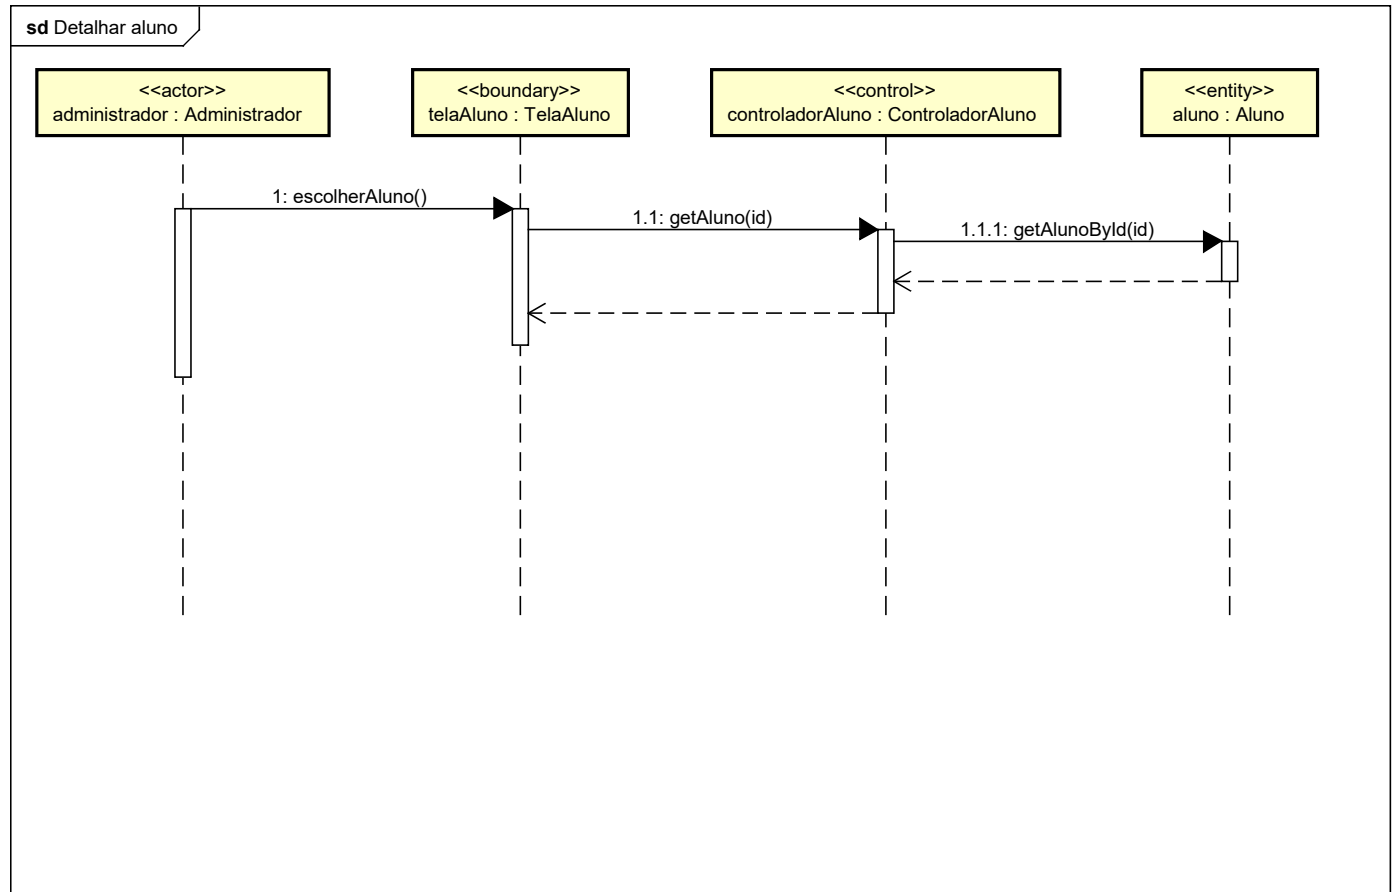 sd Detalhar aluno
<<actor>>
administrador : Administrador
<<boundary>>
telaAluno : TelaAluno
<<control>>
controladorAluno : ControladorAluno
<<entity>>
aluno : Aluno
1: escolherAluno()
1.1: getAluno(id)
1.1.1: getAlunoById(id)